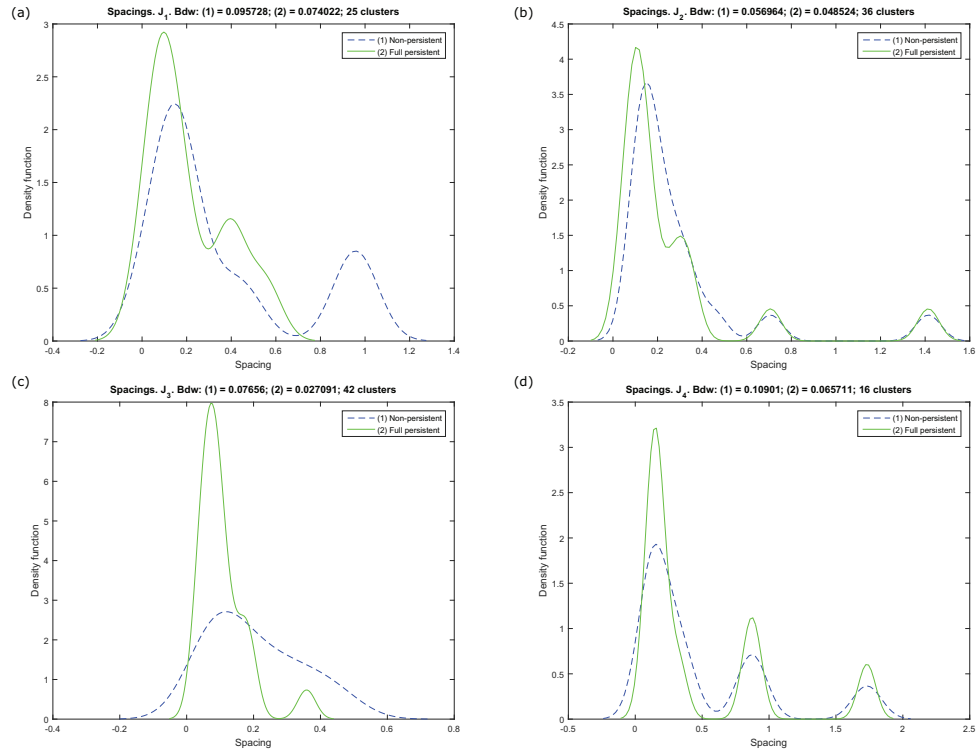 (a)
Spacings. J1. Bdw: (1) = 0.095728; (2) = 0.074022; 25 clusters
3
2.5
2
1.5
1
0.5
0
Density function
(1) Non-persistent
(2) Full persistent
-0.4 -0.2 0 0.2 0.4 0.6 0.8 1 1.2 1.4
Spacing
(b)
Spacings. J2. Bdw: (1) = 0.056964; (2) = 0.048524; 36 clusters
4.5
4
3.5
3
2.5
2
1.5
1
0.5
0
Density function
(1) Non-persistent
(2) Full persistent
-0.2 0 0.2 0.4 0.6 0.8 1 1.2 1.4 1.6
Spacing
(c)
Spacings. J3. Bdw: (1) = 0.07656; (2) = 0.027091; 42 clusters
8
7
6
5
4
3
2
1
0
Density function
(1) Non-persistent
(2) Full persistent
-0.4 -0.2 0 0.2 0.4 0.6 0.8
Spacing
(d)
Spacings. J4. Bdw: (1) = 0.10901; (2) = 0.065711; 16 clusters
3.5
3
2.5
2
1.5
1
0.5
0
Density function
(1) Non-persistent
(2) Full persistent
-0.5 0 0.5 1 1.5 2 2.5
Spacing